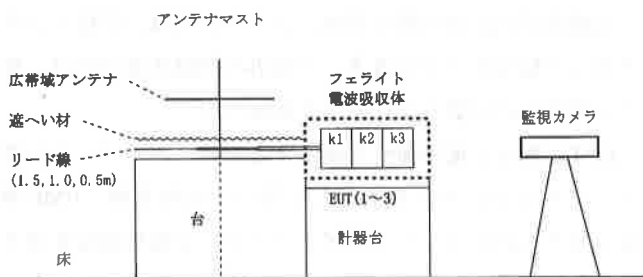 アンテナマスト
広帯域アンテナ
フェライト
電波吸収体
監視カメラ
遮へい材
k1 k2 k3
リード線
(1.5, 1.0, 0.5m)
EUT(1～3)
台
計器台
床